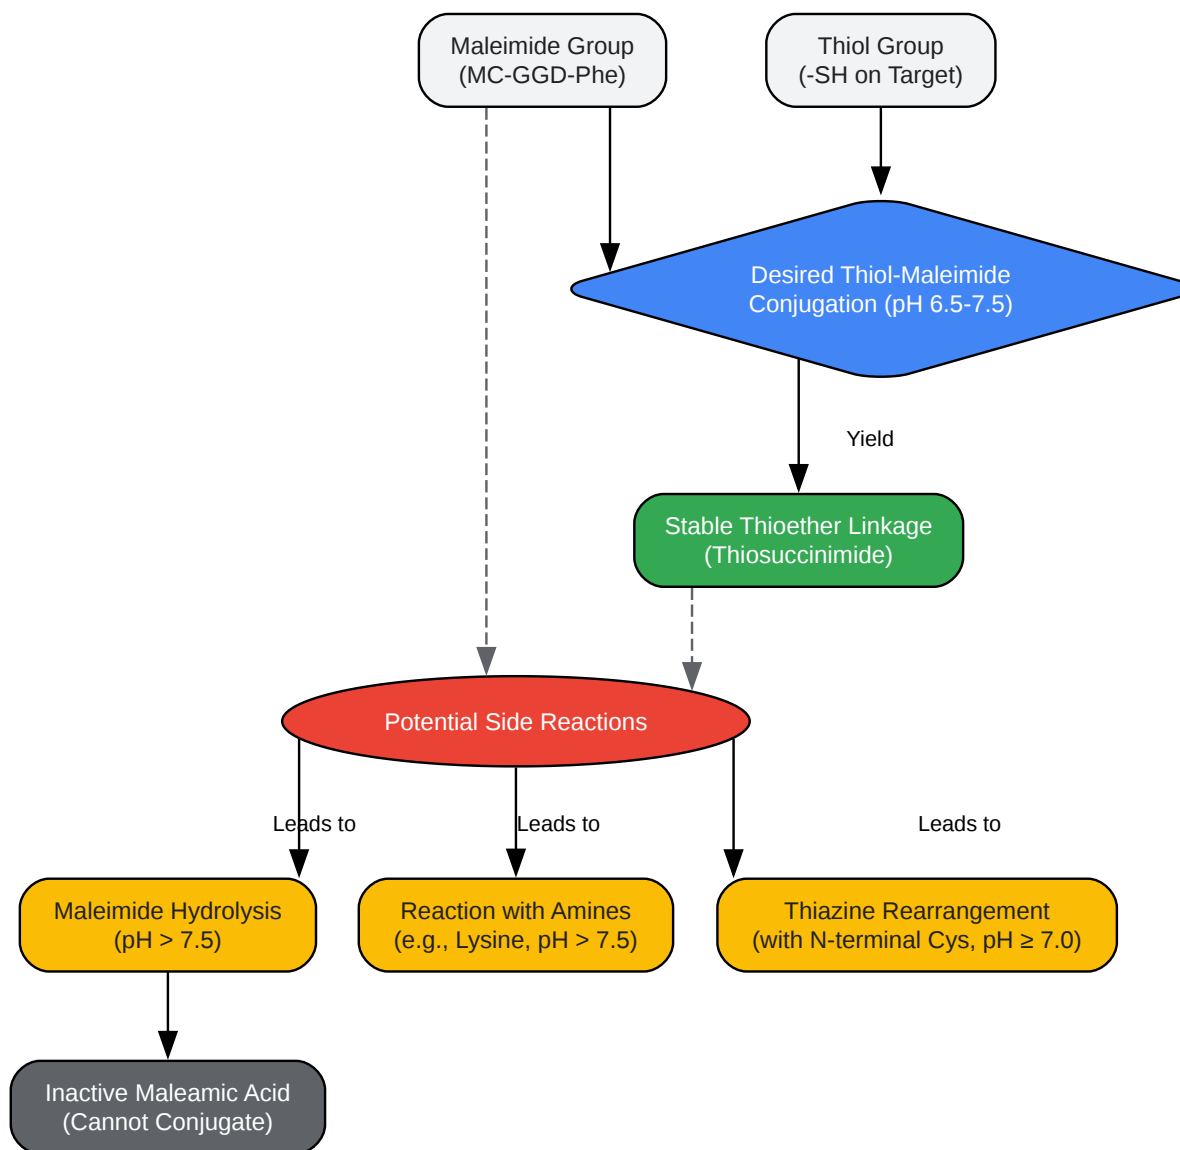 Maleimide Group
(MC-GGD-Phe)
Thiol Group
(-SH on Target)
Desired Thiol-Maleimide
Conjugation (pH 6.5-7.5)
Yield
Stable Thioether Linkage
(Thiosuccinimide)
Potential Side Reactions
Leads to
Leads to
Leads to
Maleimide Hydrolysis
(pH > 7.5)
Reaction with Amines
(e.g., Lysine, pH > 7.5)
Thiazine Rearrangement
(with N-terminal Cys, pH ≥ 7.0)
Inactive Maleamic Acid
(Cannot Conjugate)